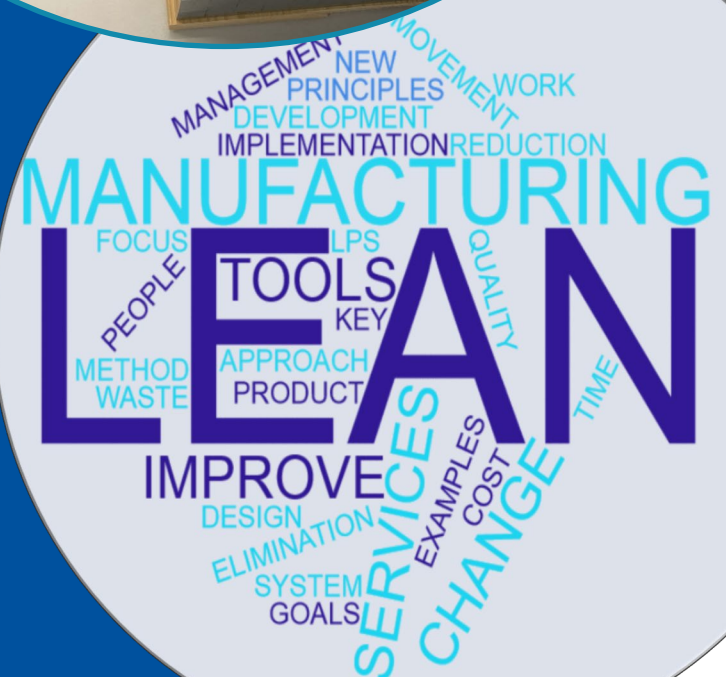 MANAGEMENT
MOVEMENT
NEW
WORK
PRINCIPLES
DEVELOPMENT
IMPLEMENTATION
REDUCTION
MANUFACTURING
LEAN
FOCUS
LPS
QUALITY
PEOPLE
TOOLS
KEY
METHOD
APPROACH
TIME
WASTE
PRODUCT
IMPROVE
SERVICES
EXAMPLES
COST
CHANGE
DESIGN
ELIMINATION
SYSTEM
GOALS